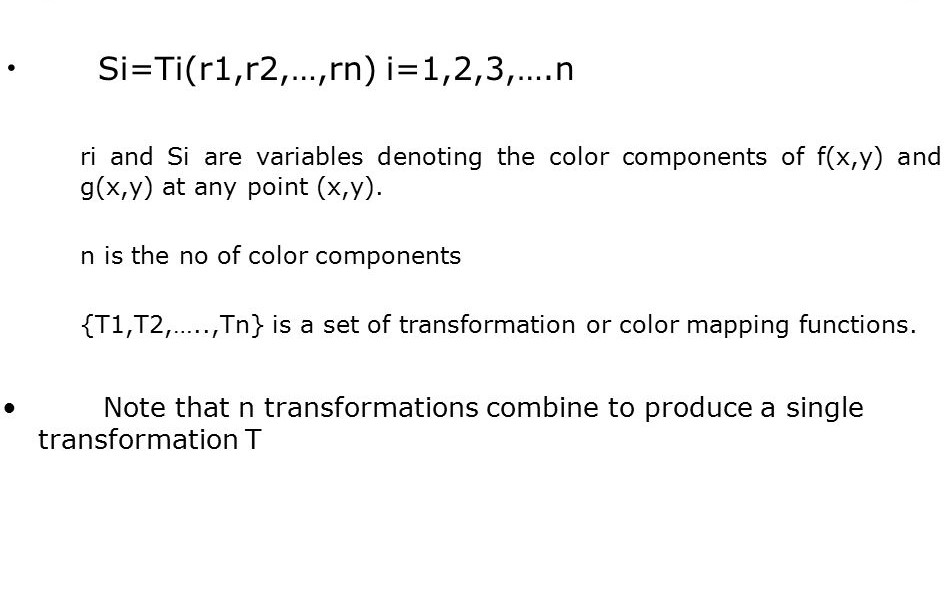 • Si=Ti(r1,r2,…,rn) i=1,2,3,….n
ri and Si are variables denoting the color components of f(x,y) and
g(x,y) at any point (x,y).
n is the no of color components
{T1,T2,…..,Tn} is a set of transformation or color mapping functions.
• Note that n transformations combine to produce a single
transformation T